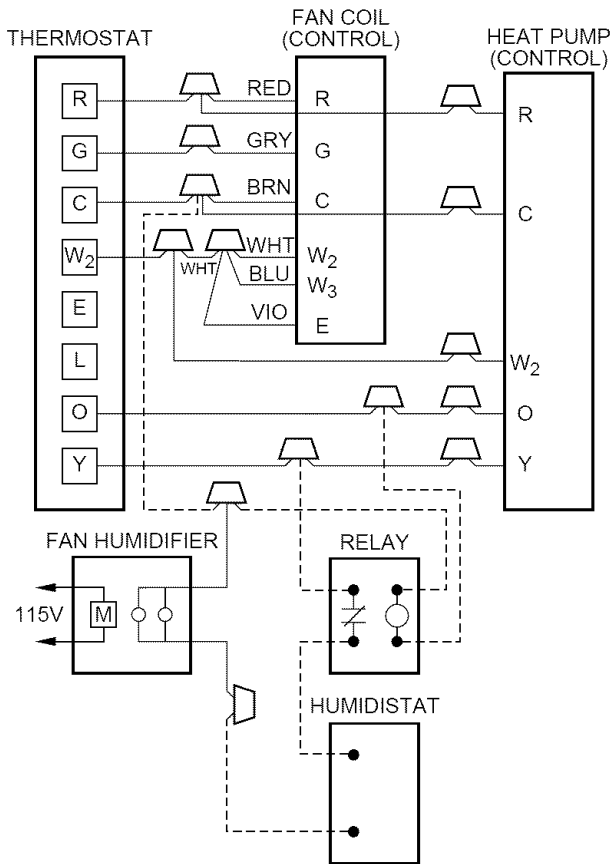 THERMOSTAT
FAN COIL
(CONTROL)
HEAT PUMP
(CONTROL)
R
RED
R
R
G
GRY
G
C
BRN
C
C
W2
WHT
WHT
W2
BLU
W3
E
VIO
E
L
W2
O
O
Y
Y
FAN HUMIDIFIER
RELAY
115V
M
HUMIDISTAT